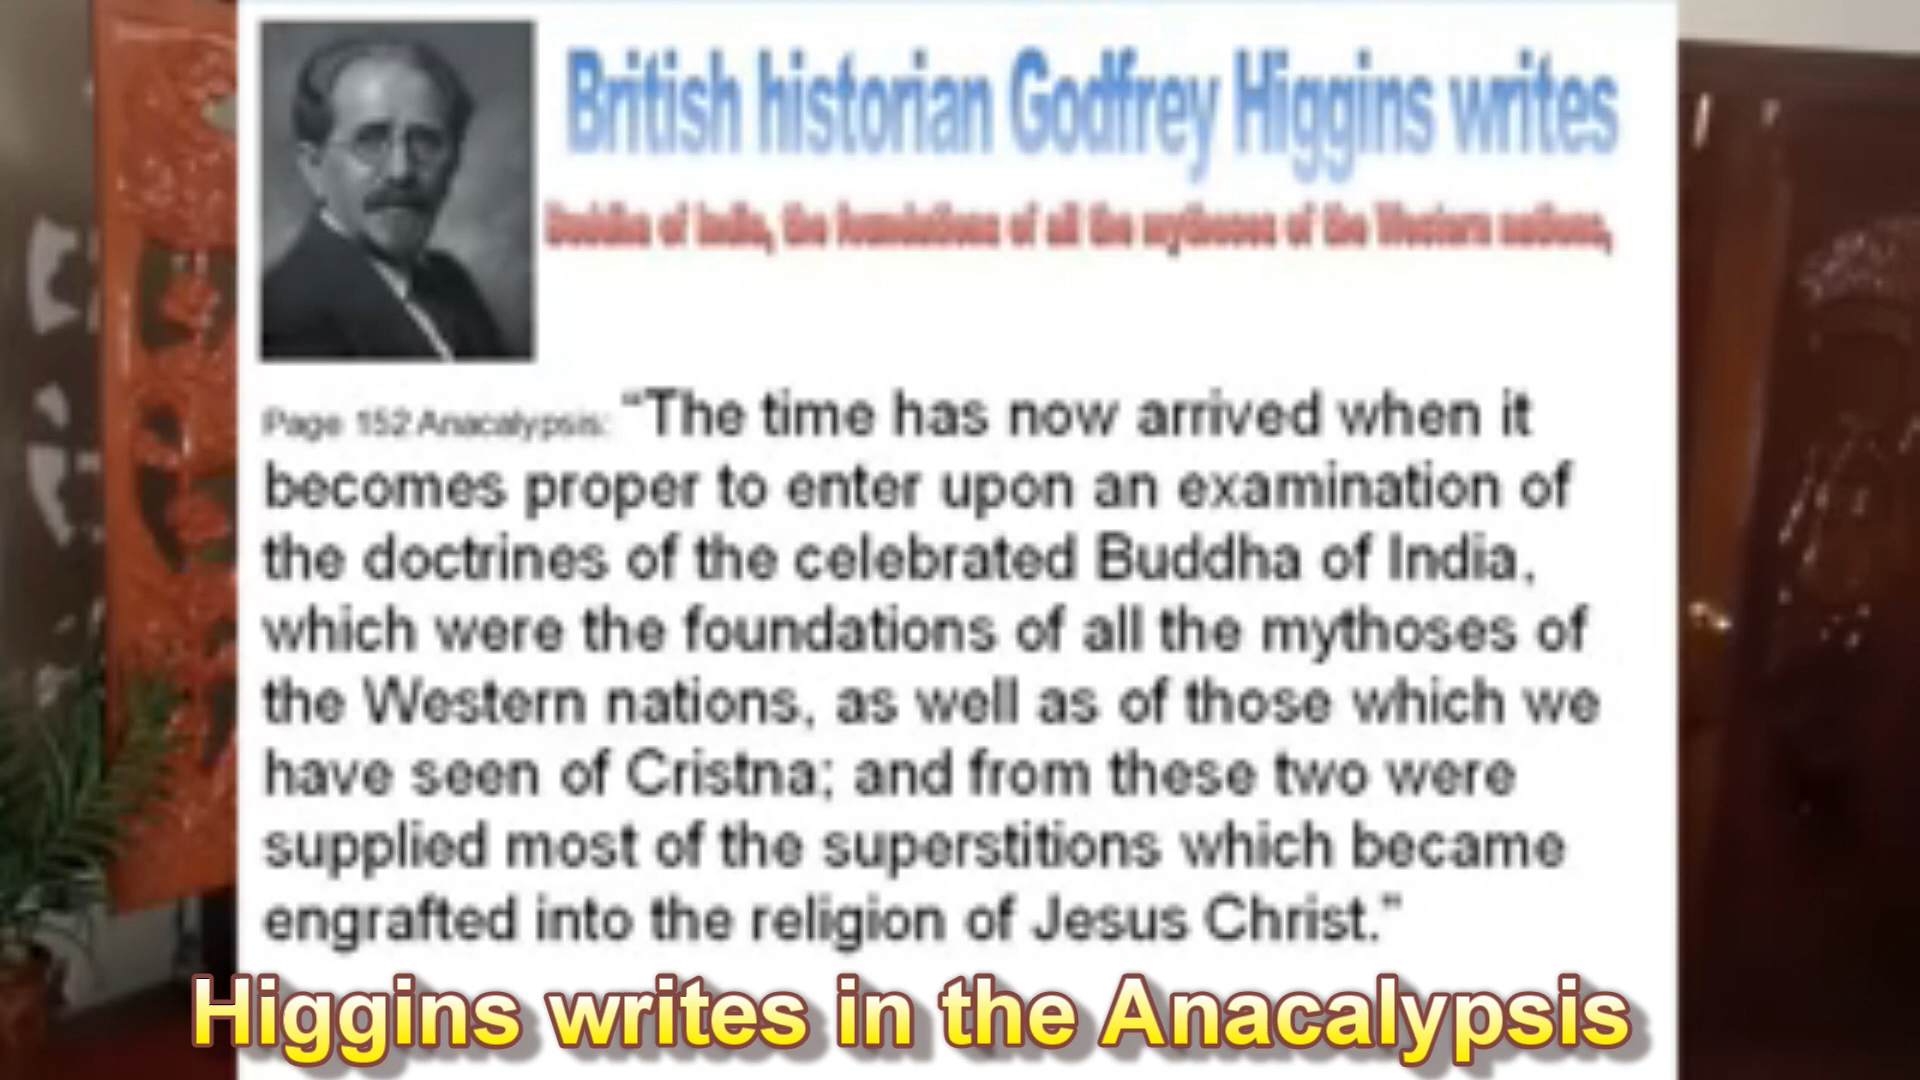 British historian Godfrey Higgins writes
Buddha of India, the foundations of all the mythoses of the Western nations,
Page 152 Anacalypsis: “The time has now arrived when it
becomes proper to enter upon an examination of
the doctrines of the celebrated Buddha of India,
which were the foundations of all the mythoses of
the Western nations, as well as of those which we
have seen of Cristna; and from these two were
supplied most of the superstitions which became
engrafted into the religion of Jesus Christ.”
Higgins writes in the Anacalypsis